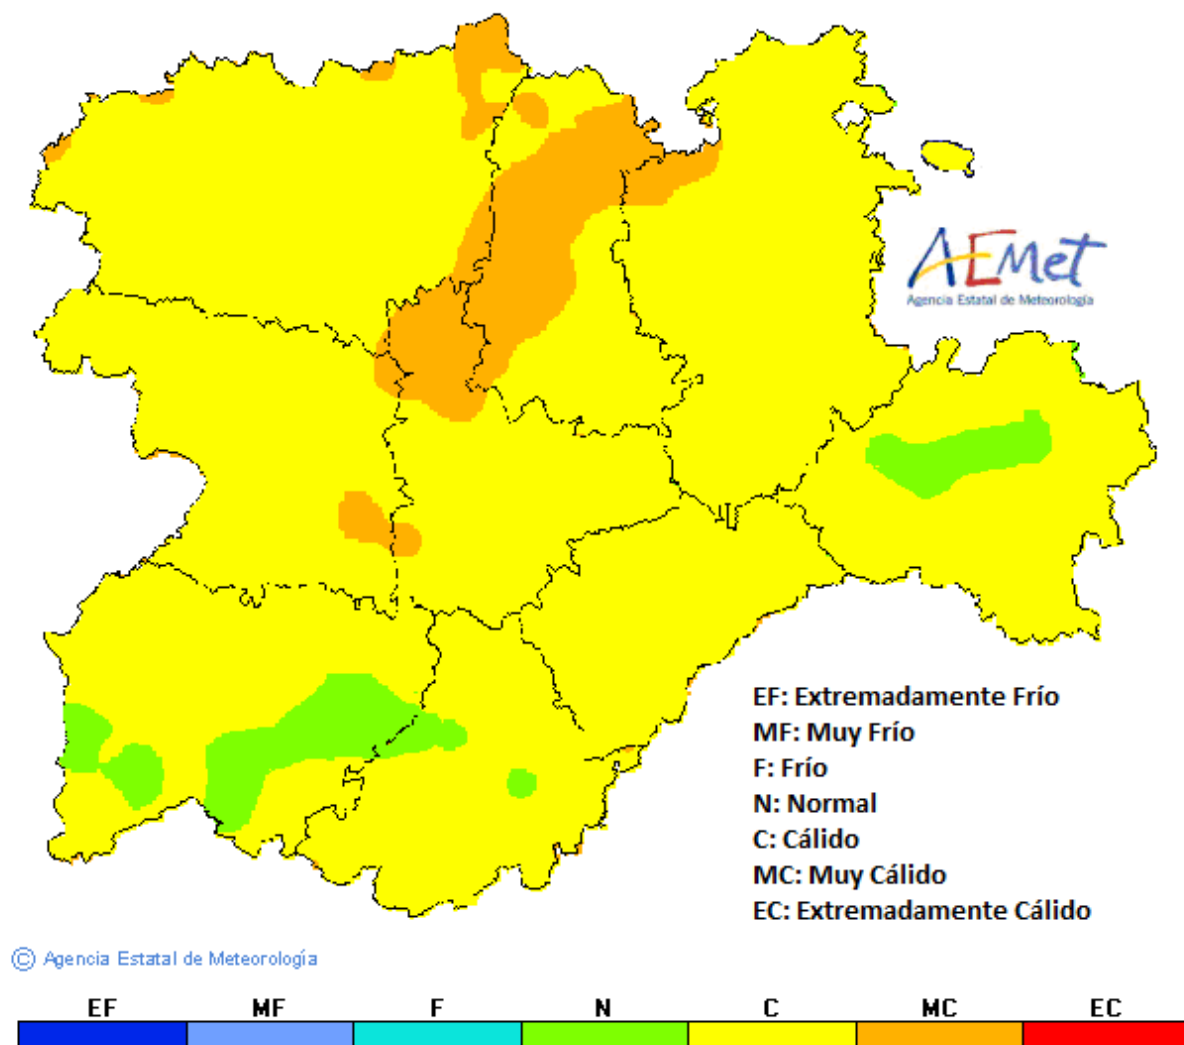 AEMet
Agencia Estatal de Meteorología
EF: Extremadamente Frío
MF: Muy Frío
F: Frío
N: Normal
C: Cálido
MC: Muy Cálido
EC: Extremadamente Cálido
© Agencia Estatal de Meteorología
EF MF F N C MC EC